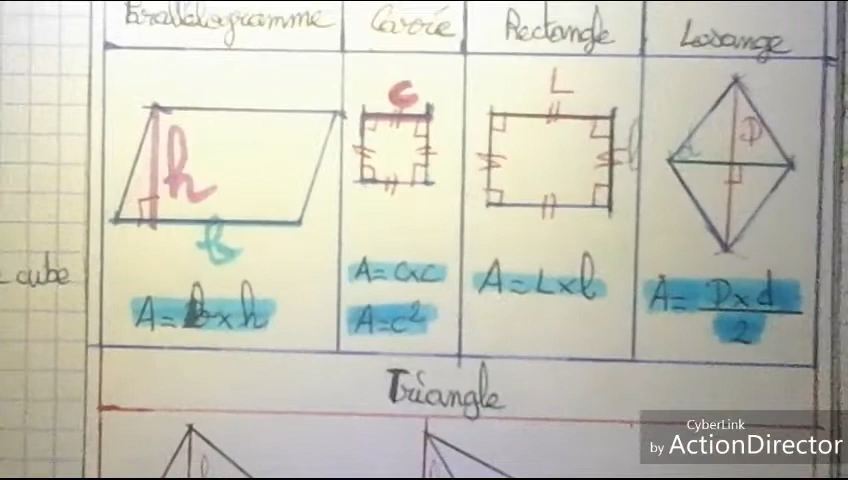 Parallélogramme
Carré
Rectangle
Losange
h
b
c
L
l
D
d
A = b x h
A = c x c
A = c²
A = L x l
A = D x d
2
cube
Triangle
CyberLink
by ActionDirector